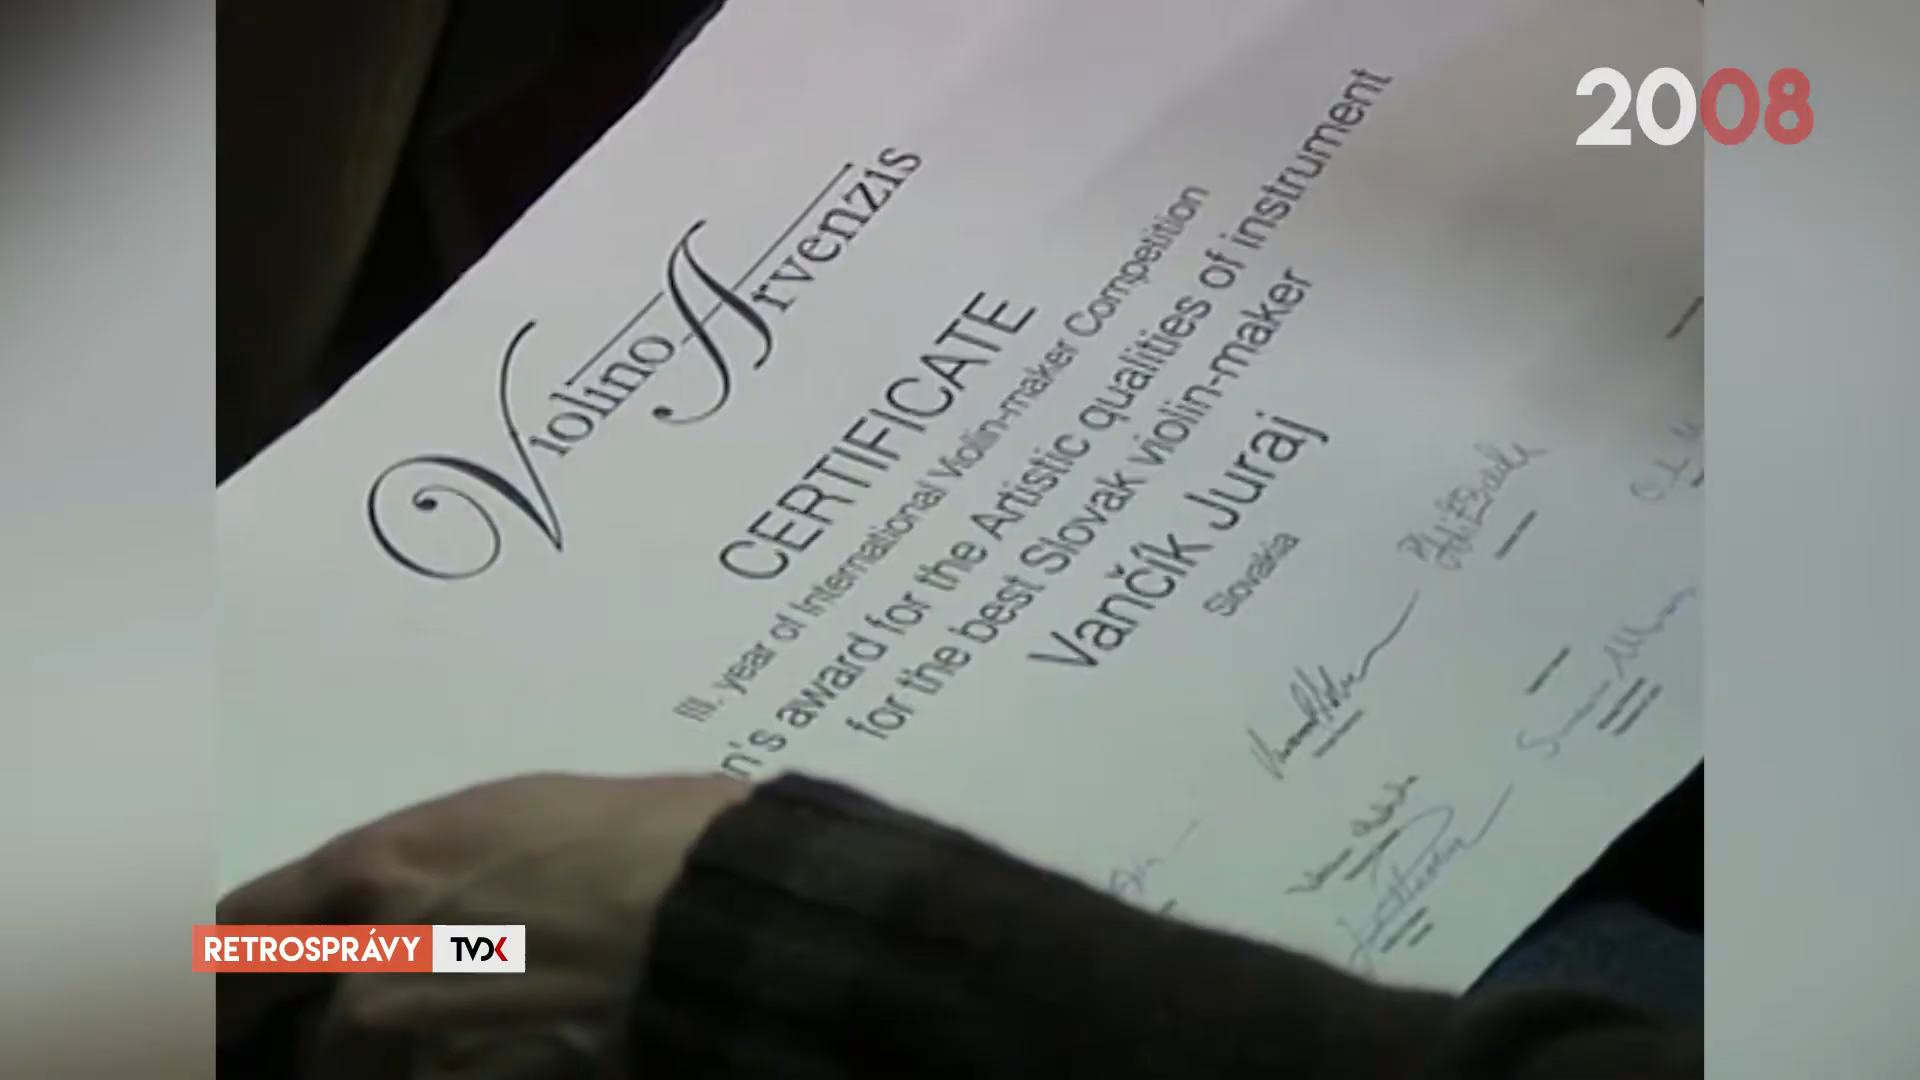 2008
Violino Arvenzis
CERTIFICATE
III. year of International Violin-maker Competition
n's award for the Artistic qualities of instrument
for the best Slovak violin-maker
Vančík Juraj
Slovakia
RETROSPRÁVY TVDK